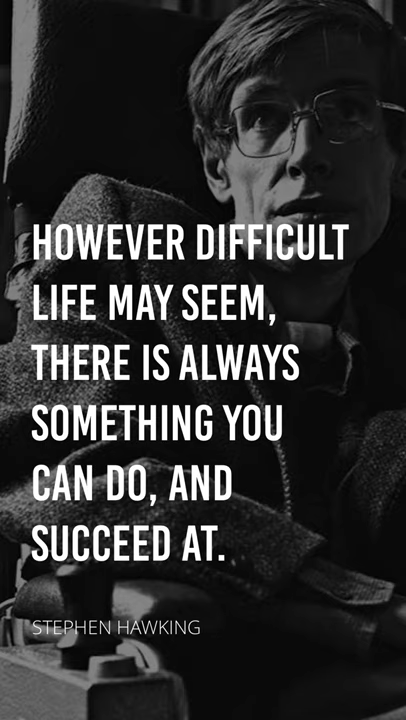 HOWEVER DIFFICULT
LIFE MAY SEEM,
THERE IS ALWAYS
SOMETHING YOU
CAN DO, AND
SUCCEED AT.
STEPHEN HAWKING